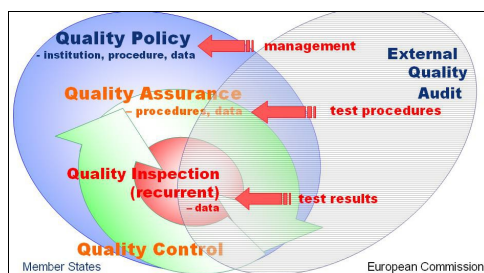 Quality Policy
- institution, procedure, data
management
External
Quality
Audit
Quality Assurance
– procedures, data
test procedures
Quality Inspection
(recurrent)
– data
test results
Quality Control
Member States
European Commission